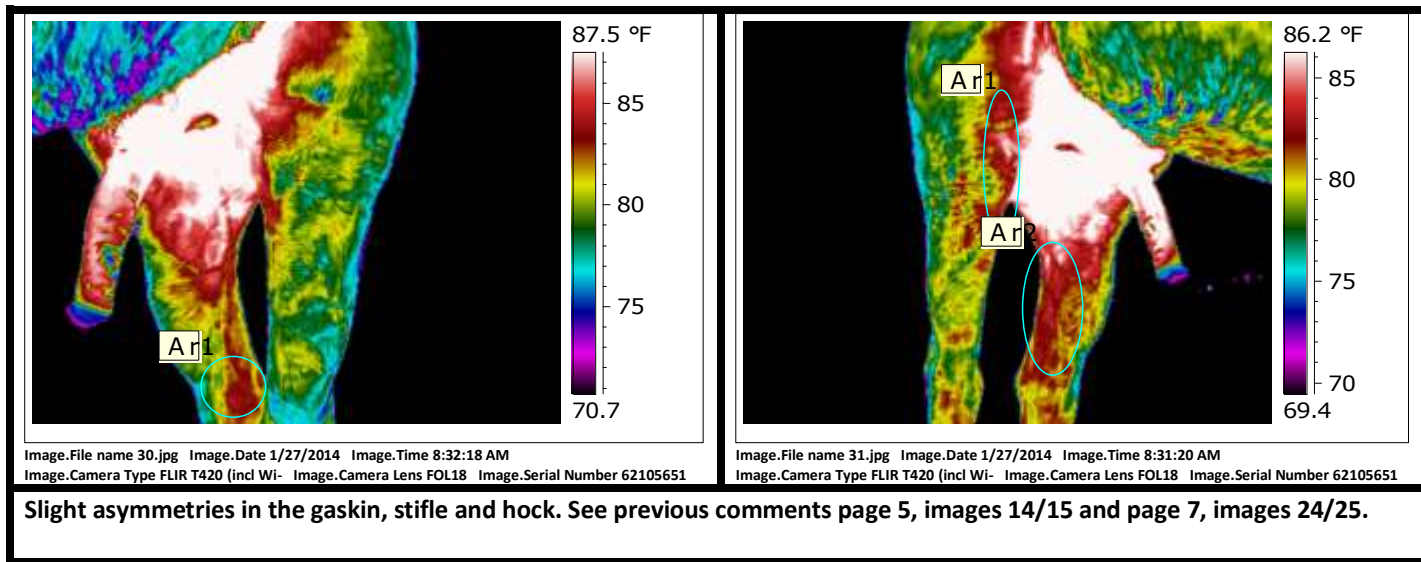 87.5 °F
85
80
75
70.7
Ar1
Image.File name 30.jpg Image.Date 1/27/2014 Image.Time 8:32:18 AM
Image.Camera Type FLIR T420 (incl Wi- Image.Camera Lens FOL18 Image.Serial Number 62105651
86.2 °F
85
80
75
70
69.4
Ar1
Ar2
Image.File name 31.jpg Image.Date 1/27/2014 Image.Time 8:31:20 AM
Image.Camera Type FLIR T420 (incl Wi- Image.Camera Lens FOL18 Image.Serial Number 62105651
Slight asymmetries in the gaskin, stifle and hock. See previous comments page 5, images 14/15 and page 7, images 24/25.